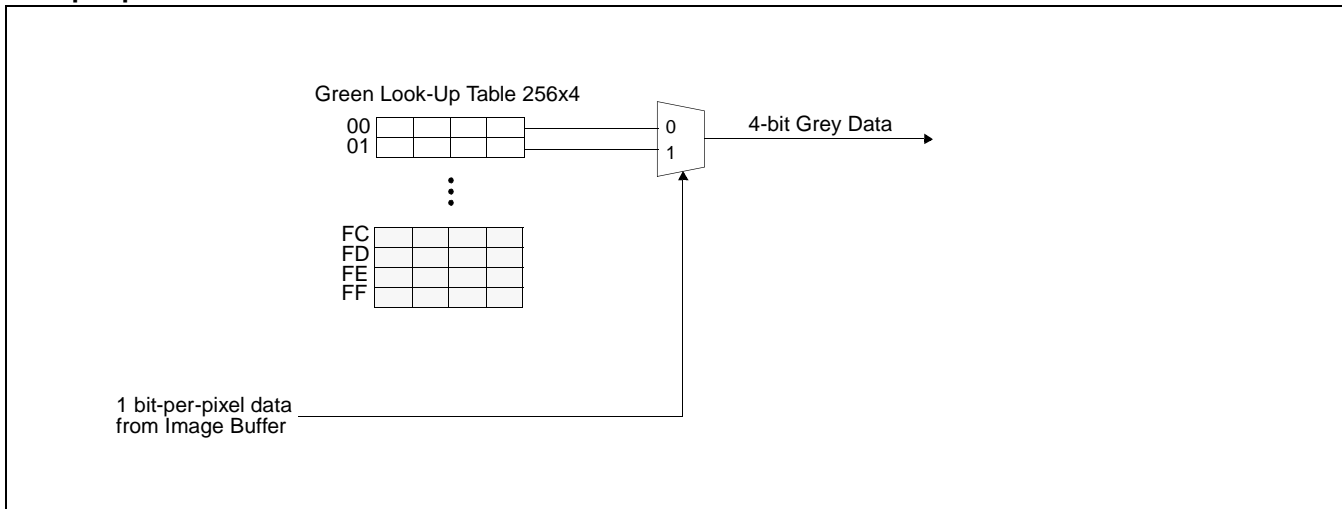 Green Look-Up Table 256x4
00
01
0
1
4-bit Grey Data
FC
FD
FE
FF
1 bit-per-pixel data
from Image Buffer